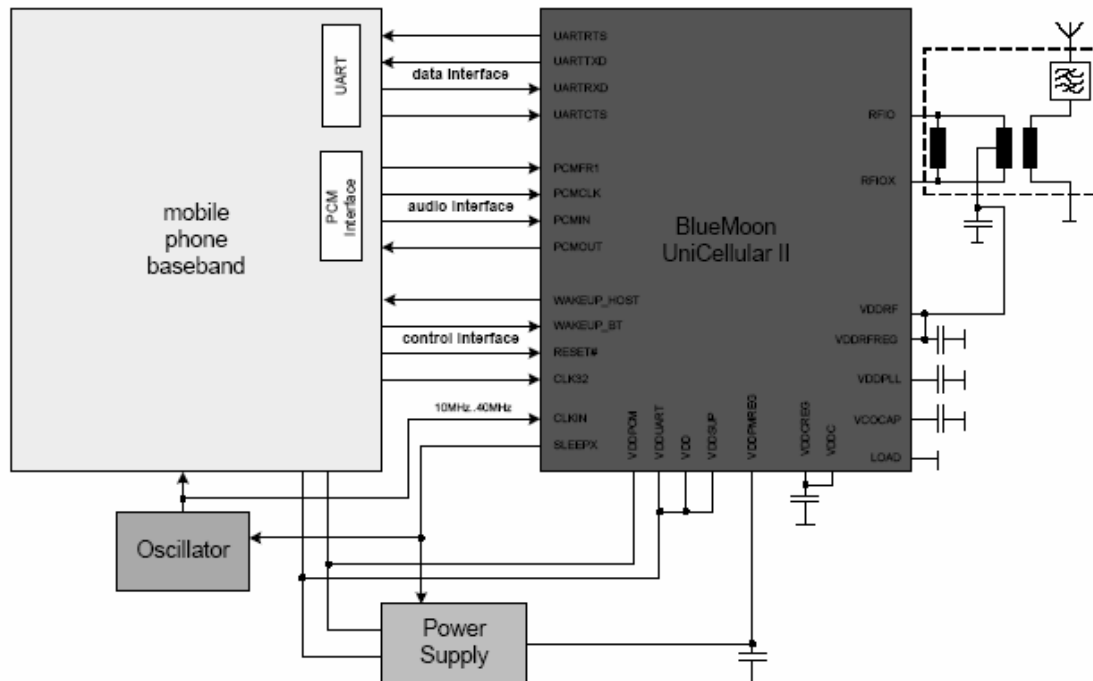 UART
data interface
UARTRTS
UARTTXD
UARTRXD
UARTCTS
PCM
Interface
audio interface
PCMFR1
PCMCLK
PCMIN
PCMOUT
mobile
phone
baseband
BlueMoon
UniCellular II
RFIO
RFIOX
control interface
WAKEUP_HOST
WAKEUP_BT
RESET#
CLK32
10MHz..40MHz
CLKIN
SLEEPX
VDDRF
VDDRFREG
VDDPLL
VCOCAP
LOAD
VDDPCM
VDDUART
VDD
VDDSUP
VDDPMREG
VDDCREG
VDDC
Oscillator
Power
Supply